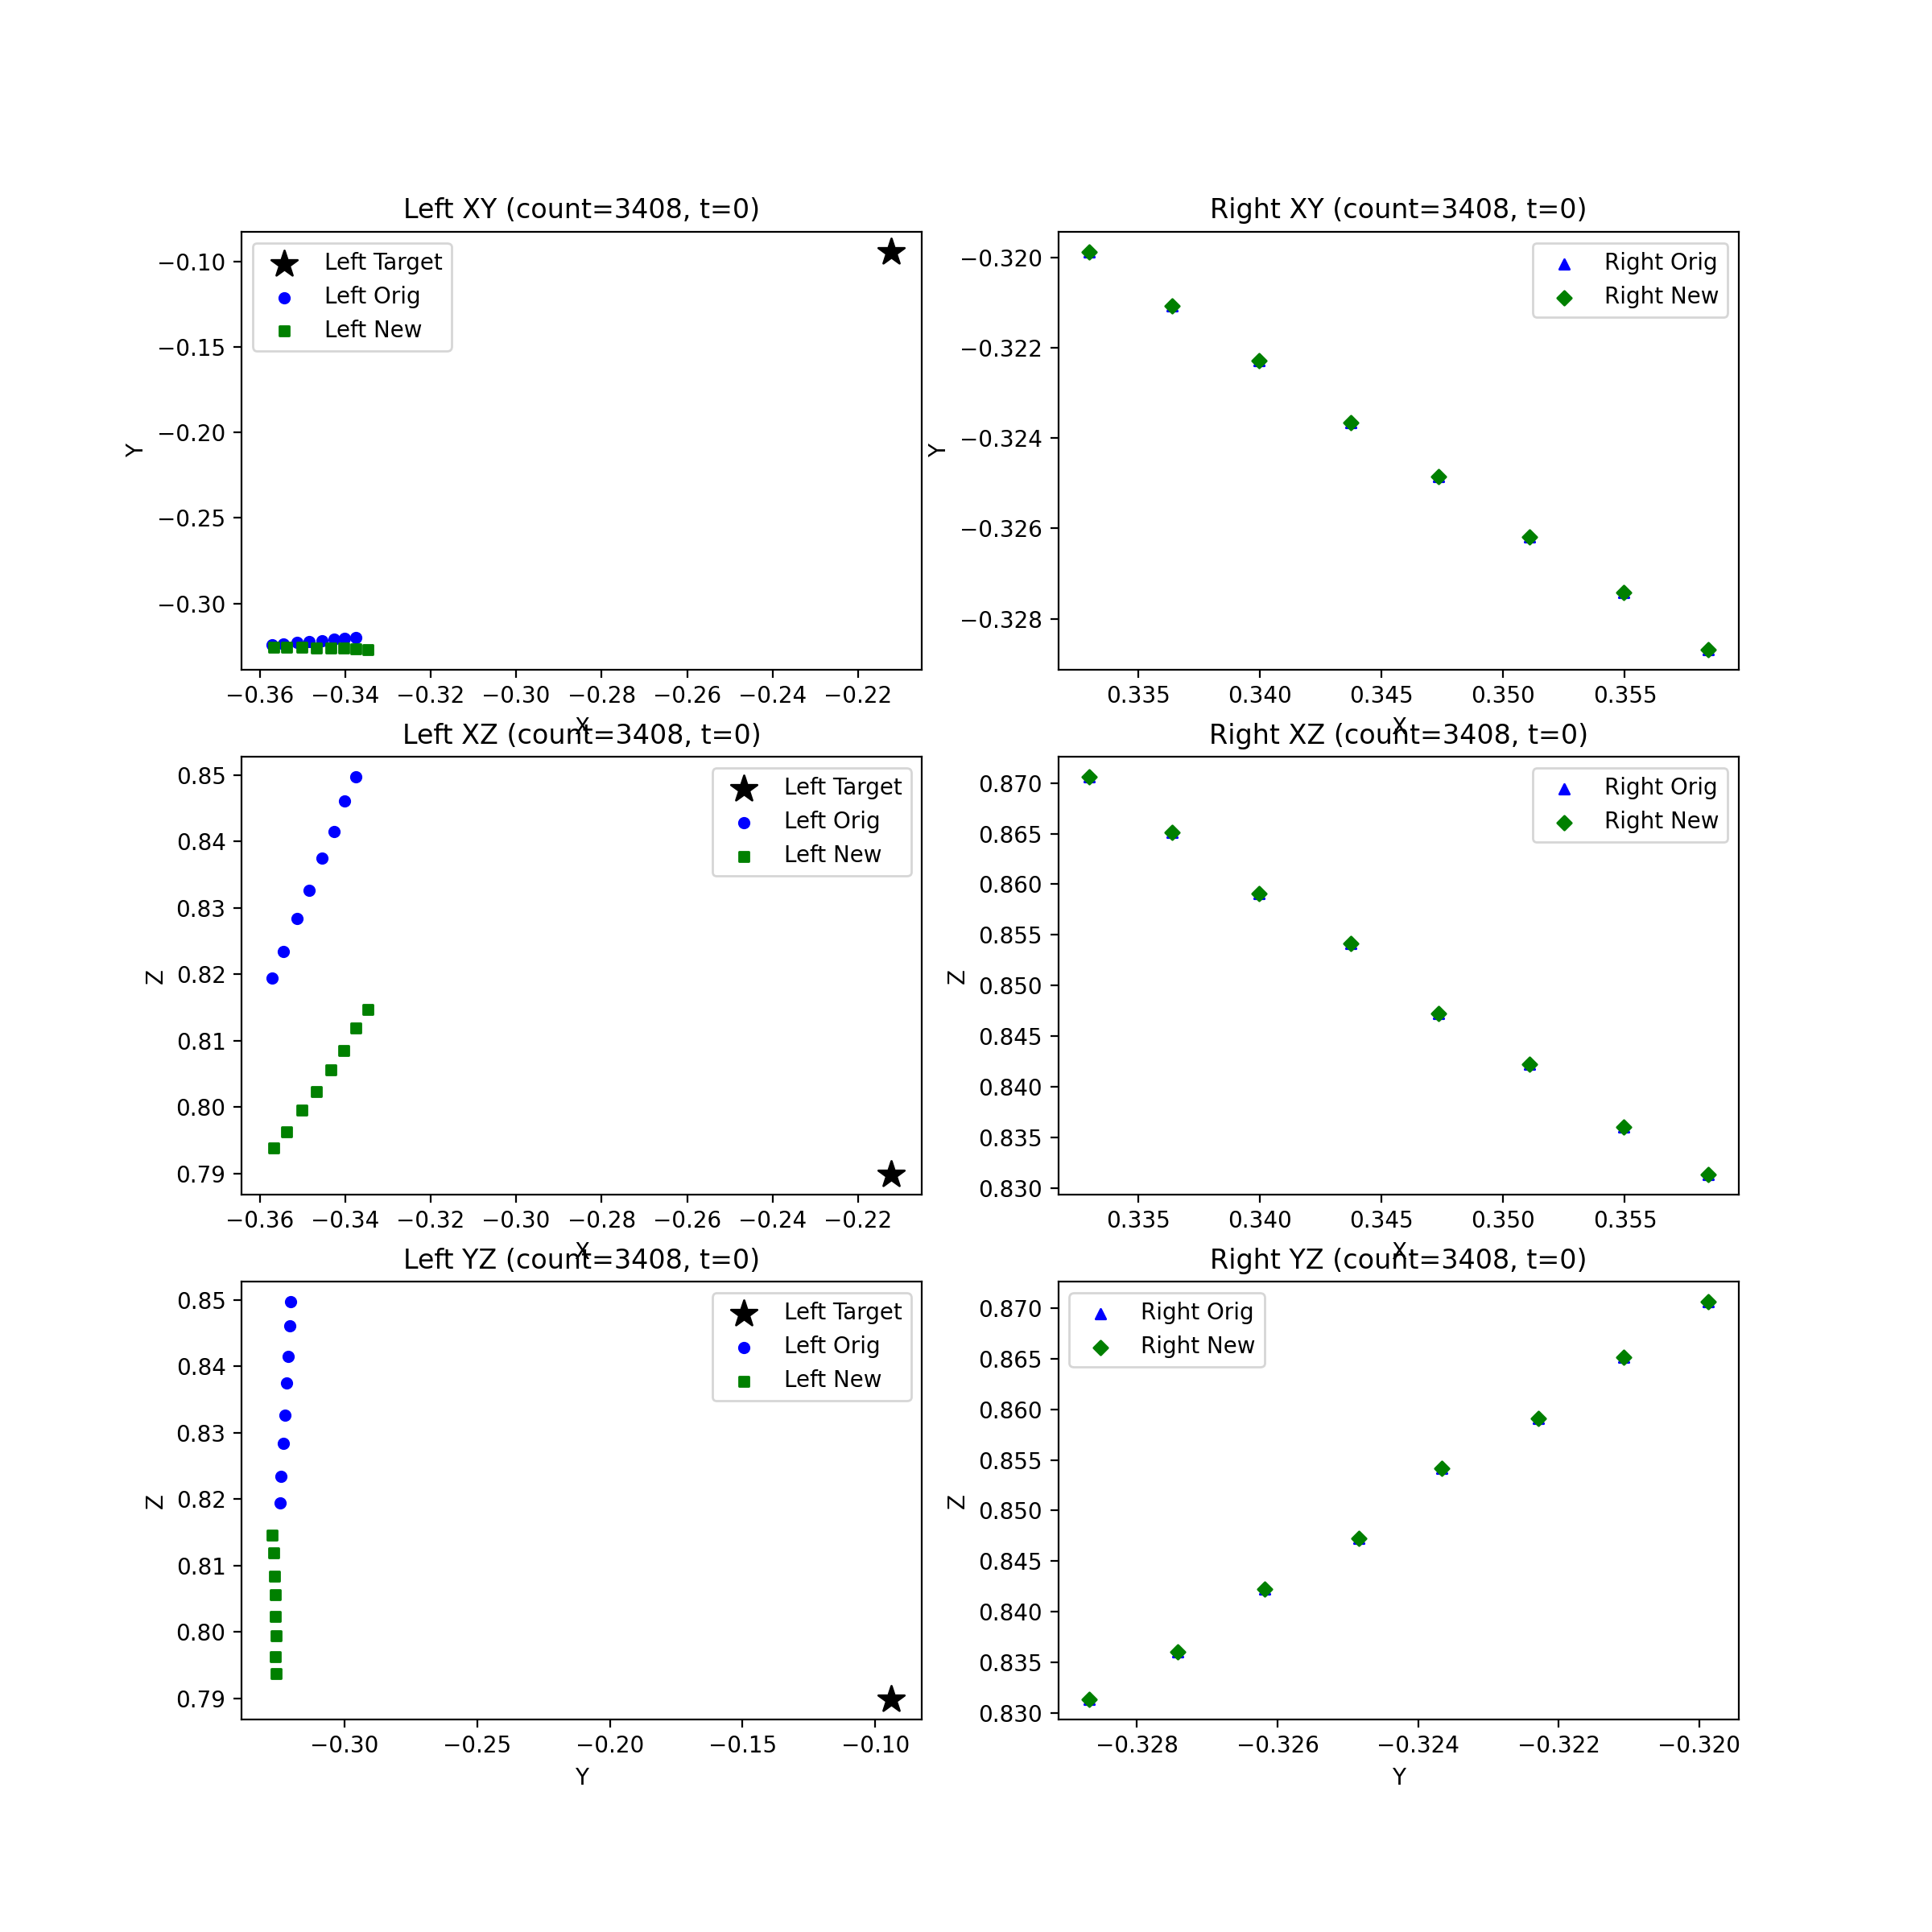 Left XY (count=3408, t=0)
Left Target
Left Orig
Left New
−0.10
−0.15
−0.20
−0.25
−0.30
Y
−0.36 −0.34 −0.32 −0.30 −0.28 −0.26 −0.24 −0.22
X
Right XY (count=3408, t=0)
Right Orig
Right New
−0.320
−0.322
−0.324
−0.326
−0.328
Y
0.335 0.340 0.345 0.350 0.355
X
Left XZ (count=3408, t=0)
Left Target
Left Orig
Left New
0.85
0.84
0.83
0.82
0.81
0.80
0.79
Z
−0.36 −0.34 −0.32 −0.30 −0.28 −0.26 −0.24 −0.22
X
Right XZ (count=3408, t=0)
Right Orig
Right New
0.870
0.865
0.860
0.855
0.850
0.845
0.840
0.835
0.830
Z
0.335 0.340 0.345 0.350 0.355
X
Left YZ (count=3408, t=0)
Left Target
Left Orig
Left New
0.85
0.84
0.83
0.82
0.81
0.80
0.79
Z
−0.30 −0.25 −0.20 −0.15 −0.10
Y
Right YZ (count=3408, t=0)
Right Orig
Right New
0.870
0.865
0.860
0.855
0.850
0.845
0.840
0.835
0.830
Z
−0.328 −0.326 −0.324 −0.322 −0.320
Y